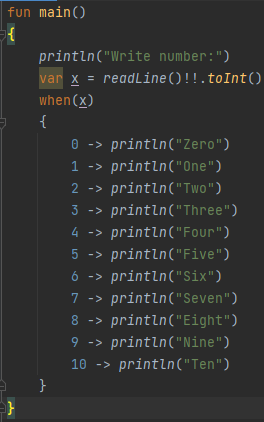 fun main()
{
    println("Write number:")
    var x = readLine()!!.toInt()
    when(x)
    {
        0 -> println("Zero")
        1 -> println("One")
        2 -> println("Two")
        3 -> println("Three")
        4 -> println("Four")
        5 -> println("Five")
        6 -> println("Six")
        7 -> println("Seven")
        8 -> println("Eight")
        9 -> println("Nine")
        10 -> println("Ten")
    }
}